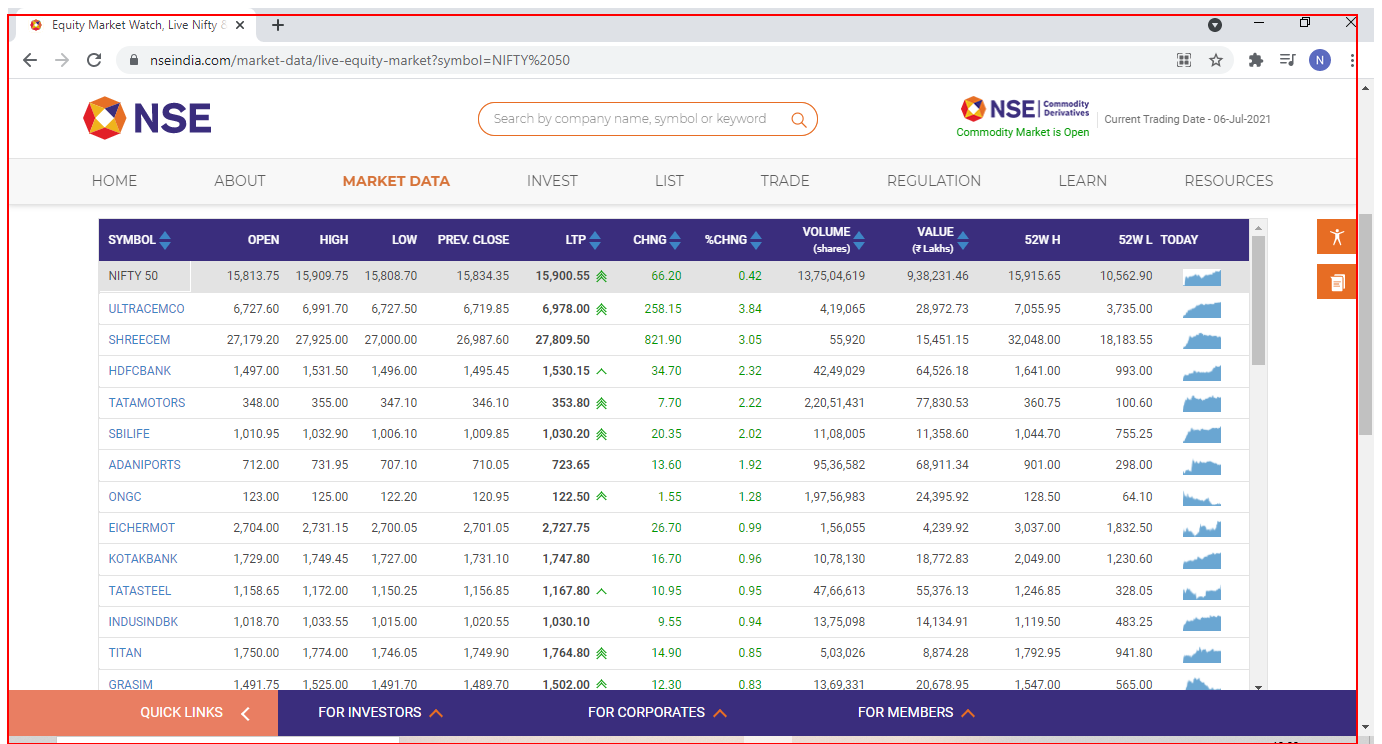 Equity Market Watch, Live Nifty
nseindia.com/market-data/live-equity-market?symbol=NIFTY%2050
N
NSE
Search by company name, symbol or keyword
NSE Commodity Derivatives
Commodity Market is Open
Current Trading Date - 06-Jul-2021
HOME ABOUT MARKET DATA INVEST LIST TRADE REGULATION LEARN RESOURCES
SYMBOL OPEN HIGH LOW PREV. CLOSE LTP CHNG %CHNG VOLUME (shares) VALUE (₹ Lakhs) 52W H 52W L TODAY
NIFTY 50 15,813.75 15,909.75 15,808.70 15,834.35 15,900.55 66.20 0.42 13,75,04,619 9,38,231.46 15,915.65 10,562.90
ULTRACEMCO 6,727.60 6,991.70 6,727.50 6,719.85 6,978.00 258.15 3.84 4,19,065 28,972.73 7,055.95 3,735.00
SHREECEM 27,179.20 27,925.00 27,000.00 26,987.60 27,809.50 821.90 3.05 55,920 15,451.15 32,048.00 18,183.55
HDFCBANK 1,497.00 1,531.50 1,496.00 1,495.45 1,530.15 34.70 2.32 42,49,029 64,526.18 1,641.00 993.00
TATAMOTORS 348.00 355.00 347.10 346.10 353.80 7.70 2.22 2,20,51,431 77,830.53 360.75 100.60
SBILIFE 1,010.95 1,032.90 1,006.10 1,009.85 1,030.20 20.35 2.02 11,08,005 11,358.60 1,044.70 755.25
ADANIPORTS 712.00 731.95 707.10 710.05 723.65 13.60 1.92 95,36,582 68,911.34 901.00 298.00
ONGC 123.00 125.00 122.20 120.95 122.50 1.55 1.28 1,97,56,983 24,395.92 128.50 64.10
EICHERMOT 2,704.00 2,731.15 2,700.05 2,701.05 2,727.75 26.70 0.99 1,56,055 4,239.92 3,037.00 1,832.50
KOTAKBANK 1,729.00 1,749.45 1,727.00 1,731.10 1,747.80 16.70 0.96 10,78,130 18,772.83 2,049.00 1,230.60
TATASTEEL 1,158.65 1,172.00 1,150.25 1,156.85 1,167.80 10.95 0.95 47,66,613 55,376.13 1,246.85 328.05
INDUSINDBK 1,018.70 1,033.55 1,015.00 1,020.55 1,030.10 9.55 0.94 13,75,098 14,134.91 1,119.50 483.25
TITAN 1,750.00 1,774.00 1,746.05 1,749.90 1,764.80 14.90 0.85 5,03,026 8,874.28 1,792.95 941.80
GRASIM 1,491.75 1,525.00 1,491.70 1,489.70 1,502.00 12.30 0.83 13,69,331 20,678.95 1,547.00 565.00
QUICK LINKS FOR INVESTORS FOR CORPORATES FOR MEMBERS